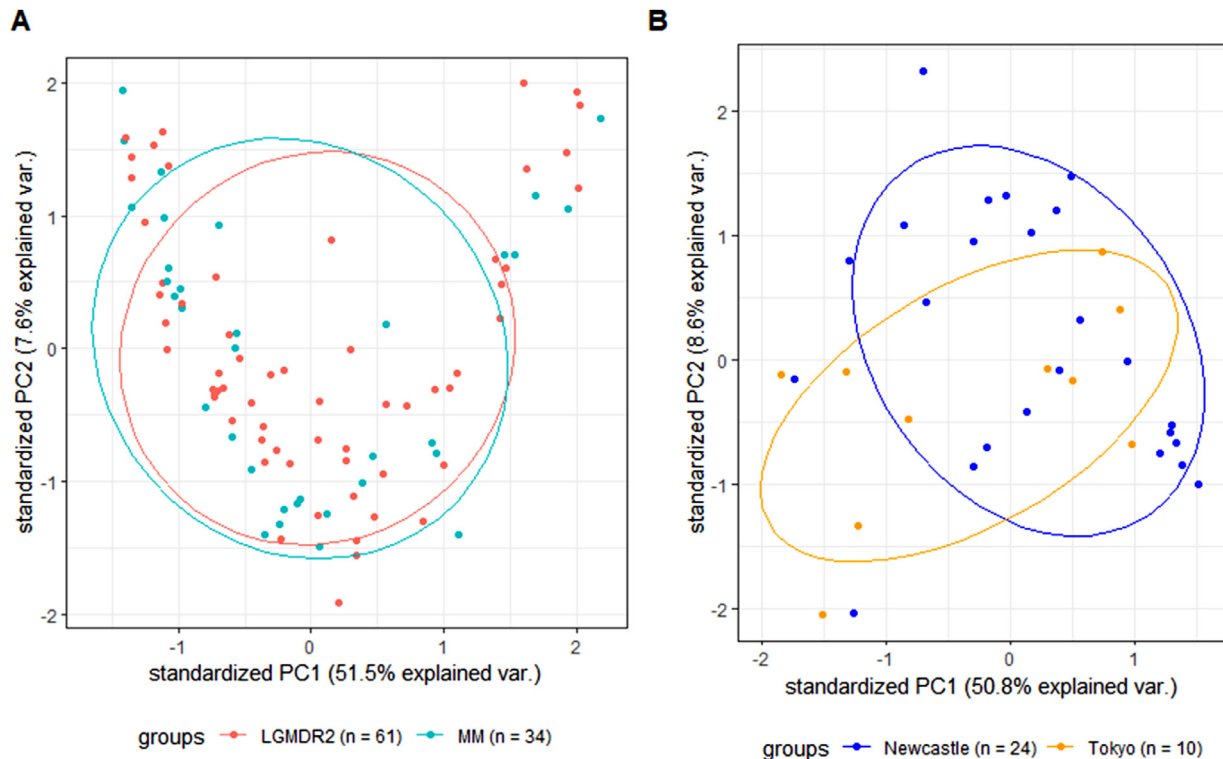 A
standardized PC2 (7.6% explained var.)
2
1
0
-1
-2
-1
0
1
2
standardized PC1 (51.5% explained var.)
groups LGMDR2 (n = 61) MM (n = 34)
B
standardized PC2 (8.6% explained var.)
2
1
0
-1
-2
-2
-1
0
1
standardized PC1 (50.8% explained var.)
groups Newcastle (n = 24) Tokyo (n = 10)